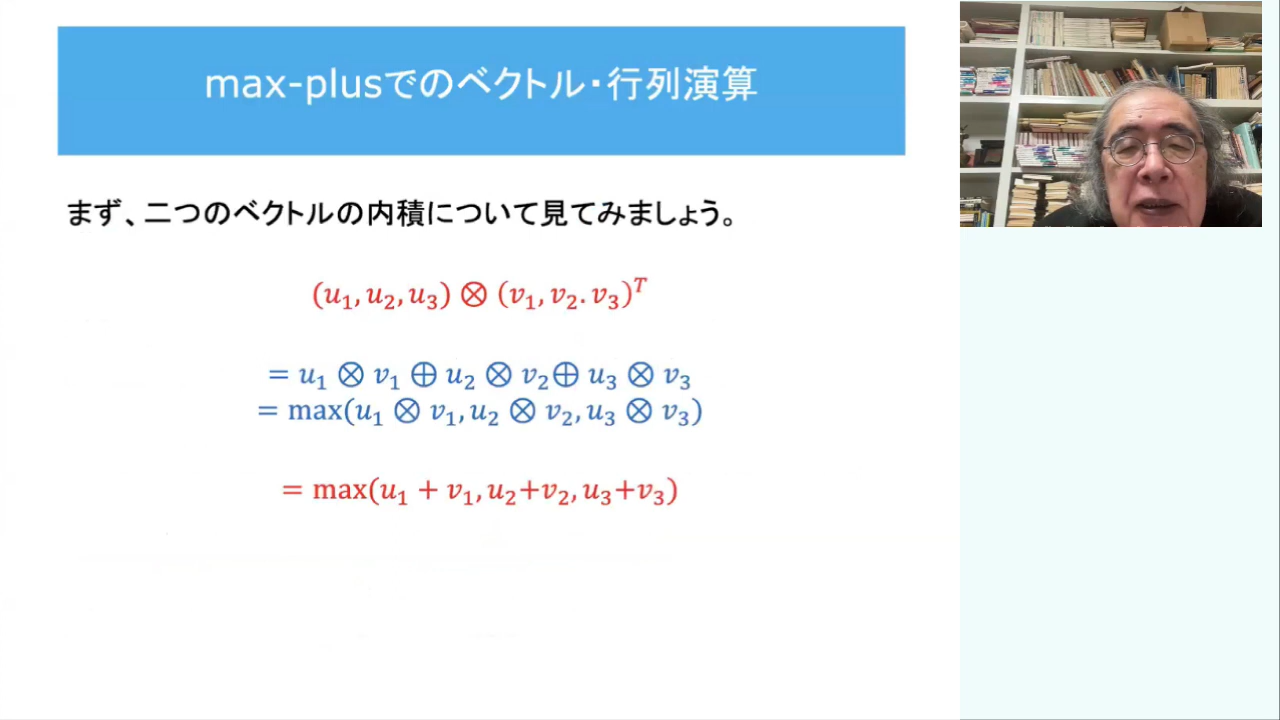 max-plusでのベクトル・行列演算
まず、二つのベクトルの内積について見てみましょう。
(u₁, u₂, u₃) ⊗ (v₁, v₂. v₃)ᵀ
= u₁ ⊗ v₁ ⊕ u₂ ⊗ v₂⊕ u₃ ⊗ v₃
= max(u₁ ⊗ v₁, u₂ ⊗ v₂, u₃ ⊗ v₃)
= max(u₁ + v₁, u₂+v₂, u₃+v₃)